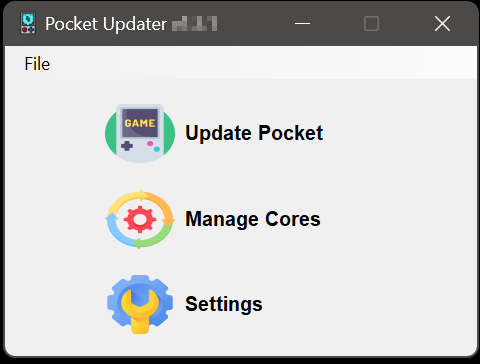 Pocket Updater
File
GAME
Update Pocket
Manage Cores
Settings